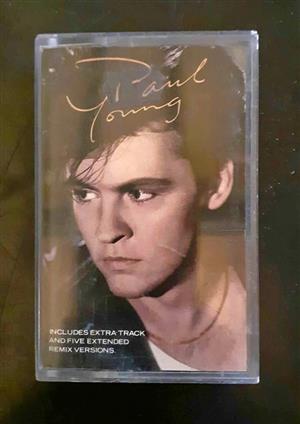 Paul
Young
INCLUDES EXTRA TRACK
AND FIVE EXTENDED
REMIX VERSIONS.